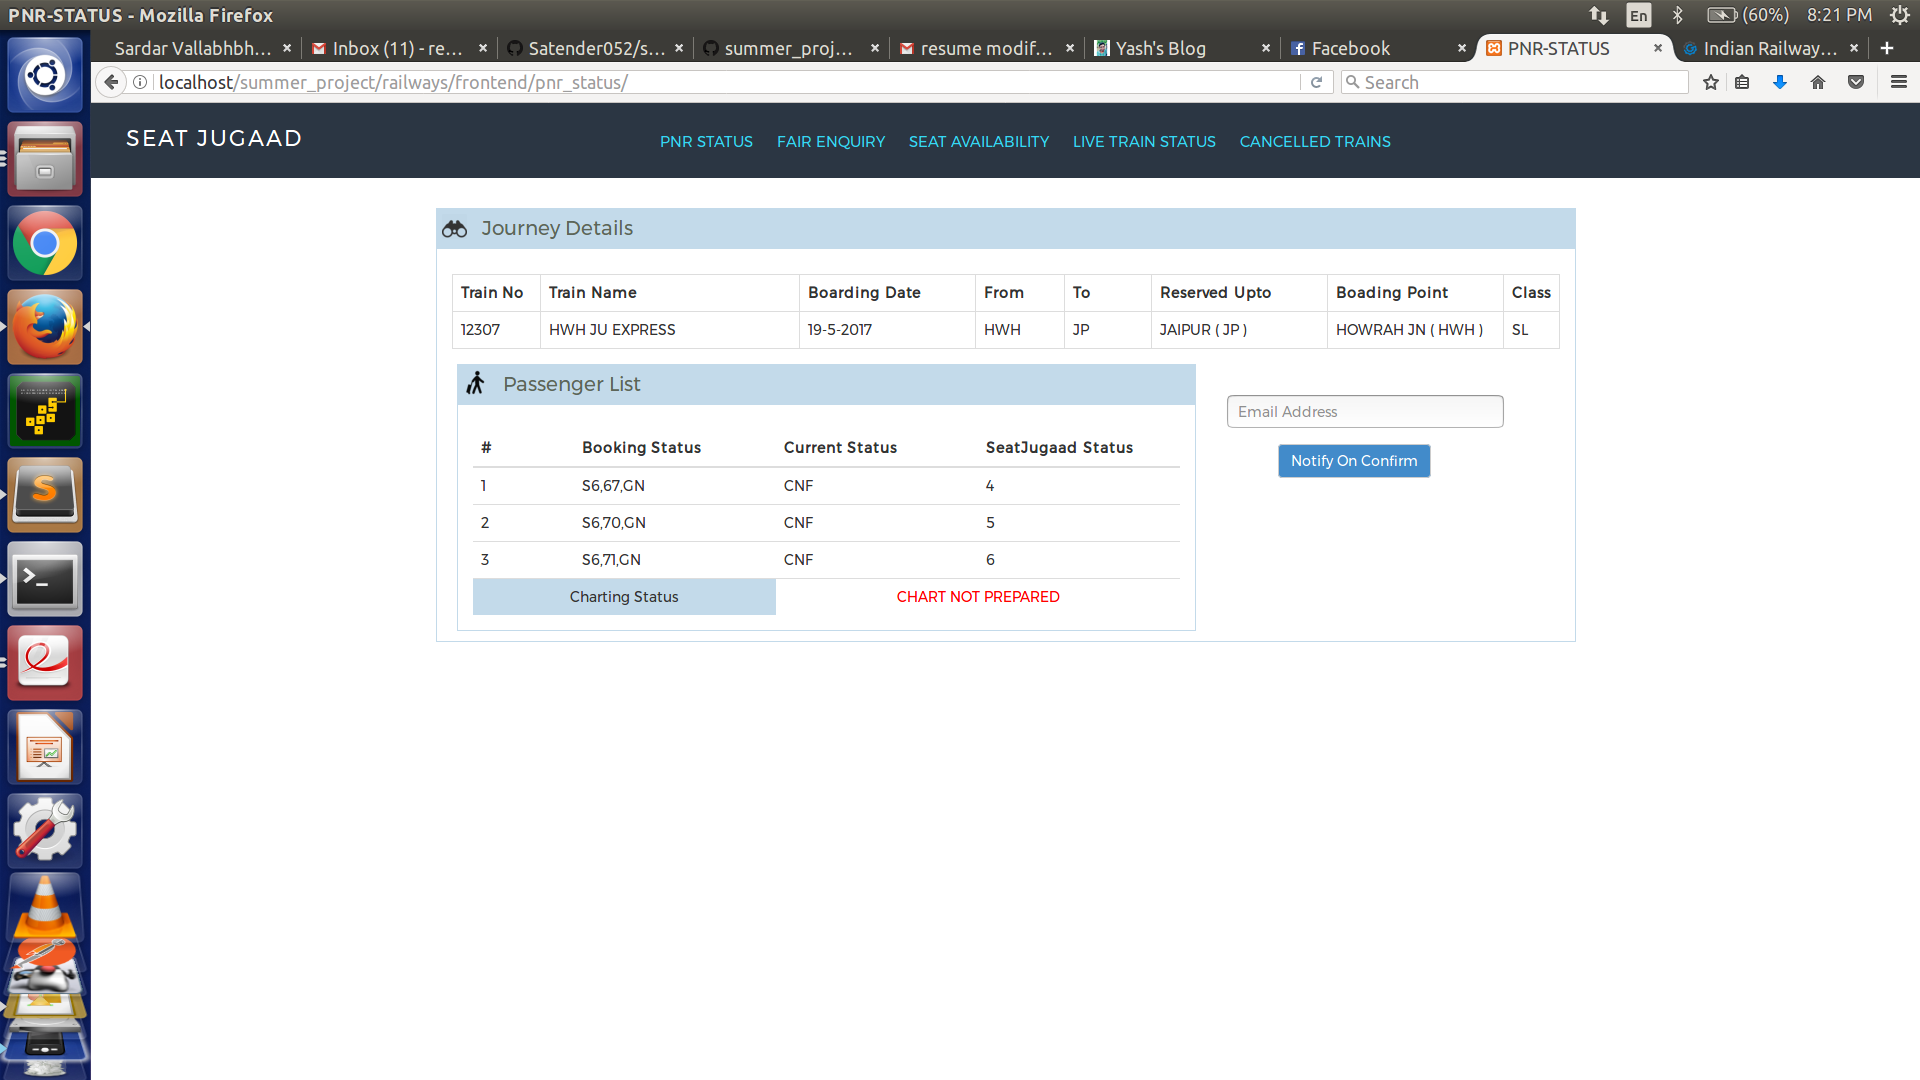 PNR-STATUS - Mozilla Firefox
En (60%) 8:21 PM
Sardar Vallabhbh... × Inbox (11) - re... × Satender052/s... × summer_proj... × resume modif... × Yash's Blog × Facebook × PNR-STATUS × Indian Railway... × +
localhost/summer_project/railways/frontend/pnr_status/ Search
SEAT JUGAAD PNR STATUS FAIR ENQUIRY SEAT AVAILABILITY LIVE TRAIN STATUS CANCELLED TRAINS
Journey Details
Train No Train Name Boarding Date From To Reserved Upto Boading Point Class
12307 HWH JU EXPRESS 19-5-2017 HWH JP JAIPUR ( JP ) HOWRAH JN ( HWH ) SL
Passenger List
Email Address
# Booking Status Current Status SeatJugaad Status
Notify On Confirm
1 S6,67,GN CNF 4
2 S6,70,GN CNF 5
3 S6,71,GN CNF 6
Charting Status CHART NOT PREPARED